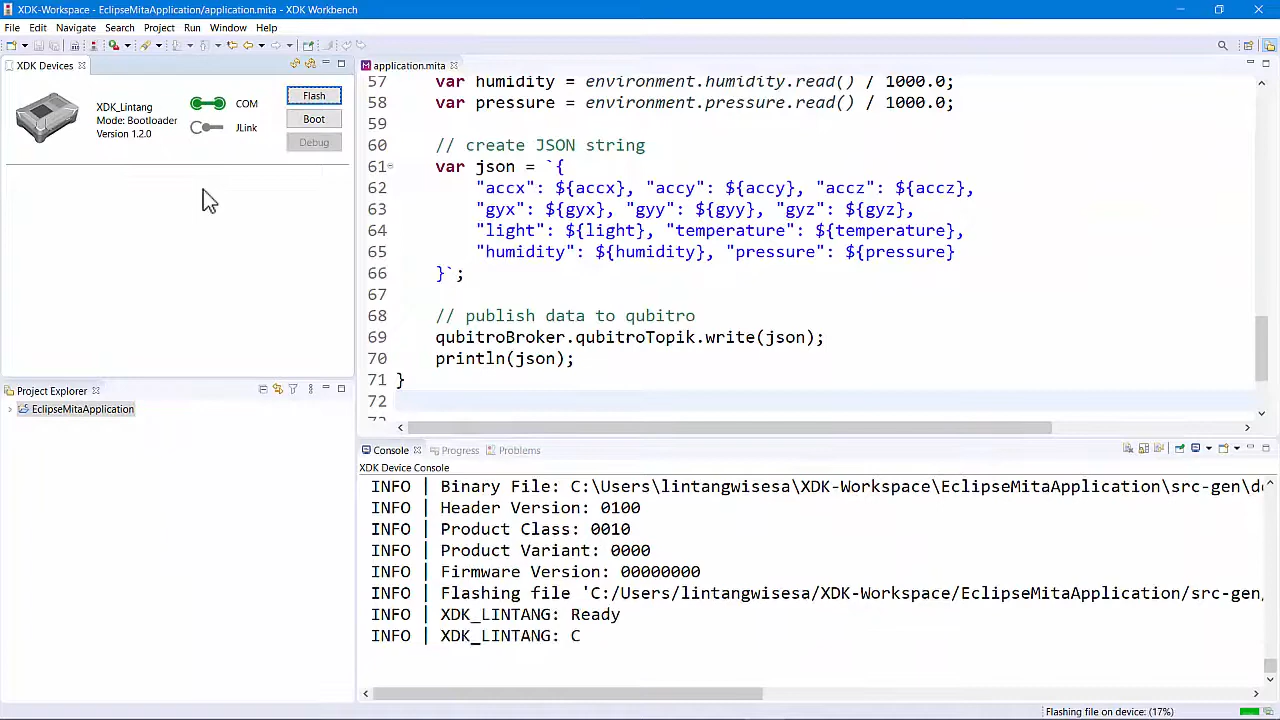 XDK-Workspace - EclipseMitaApplication/application.mita - XDK Workbench
File Edit Navigate Search Project Run Window Help
XDK Devices
XDK_Lintang
Mode: Bootloader
Version 1.2.0
COM
JLink
Flash
Boot
Debug
Project Explorer
EclipseMitaApplication
application.mita
57 var humidity = environment.humidity.read() / 1000.0;
58 var pressure = environment.pressure.read() / 1000.0;
59
60 // create JSON string
61 var json = `{
62 "accx": ${accx}, "accy": ${accy}, "accz": ${accz},
63 "gyx": ${gyx}, "gyy": ${gyy}, "gyz": ${gyz},
64 "light": ${light}, "temperature": ${temperature},
65 "humidity": ${humidity}, "pressure": ${pressure}
66 }`;
67
68 // publish data to qubitro
69 qubitroBroker.qubitroTopik.write(json);
70 println(json);
71 }
72
Console Progress Problems
XDK Device Console
INFO | Binary File: C:\Users\lintangwisesa\XDK-Workspace\EclipseMitaApplication\src-gen\
INFO | Header Version: 0100
INFO | Product Class: 0010
INFO | Product Variant: 0000
INFO | Firmware Version: 00000000
INFO | Flashing file 'C:/Users/lintangwisesa/XDK-Workspace/EclipseMitaApplication/src-gen
INFO | XDK_LINTANG: Ready
INFO | XDK_LINTANG: C
Flashing file on device: (17%)